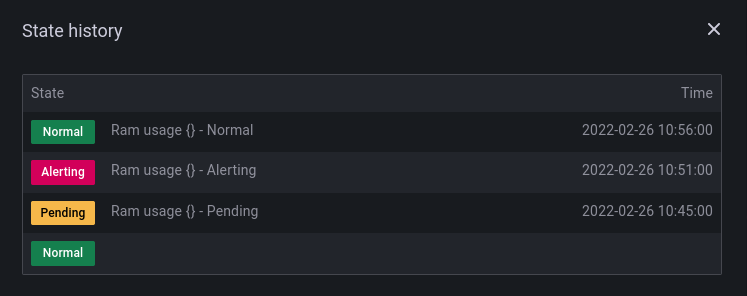 State history
State Time
Normal Ram usage {} - Normal 2022-02-26 10:56:00
Alerting Ram usage {} - Alerting 2022-02-26 10:51:00
Pending Ram usage {} - Pending 2022-02-26 10:45:00
Normal